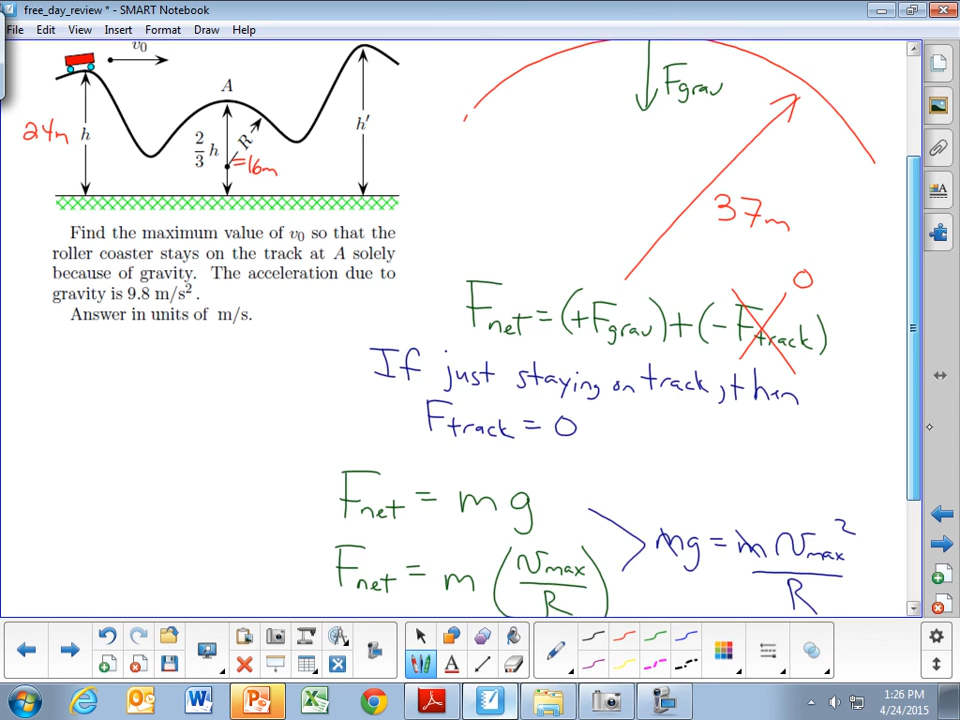 free_day_review * - SMART Notebook
File Edit View Insert Format Draw Help
v0
A
24m h
2/3 h
R
=16m
h'
Fgrav
37m
Find the maximum value of v0 so that the
roller coaster stays on the track at A solely
because of gravity. The acceleration due to
gravity is 9.8 m/s².
Answer in units of m/s.
0
Fnet = (+Fgrav) + (-Ftrack)
If just staying on track, then
Ftrack = 0
Fnet = mg
Fnet = m (vmax/R)
mg = m vmax²/R
A
1:26 PM
4/24/2015